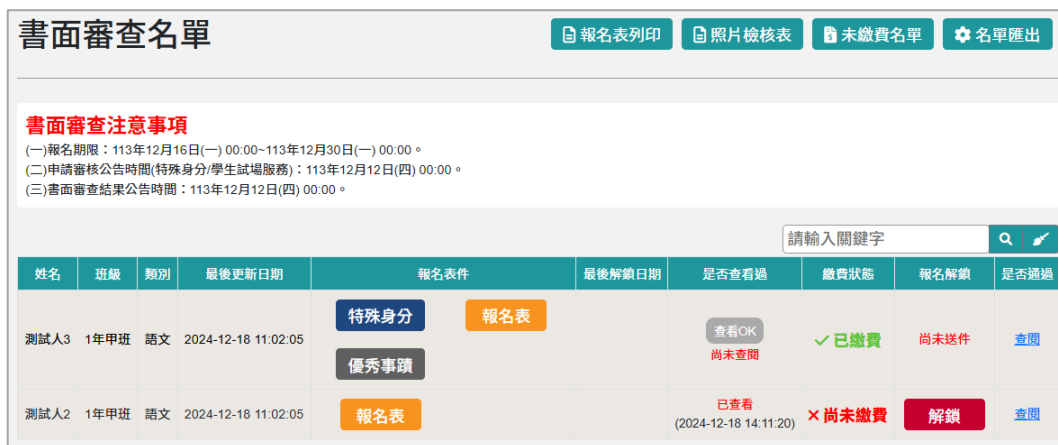 書面審查名單
報名表列印 照片檢核表 未繳費名單 名單匯出
書面審查注意事項
(一)報名期限：113年12月16日(一) 00:00~113年12月30日(一) 00:00。
(二)申請審核公告時間(特殊身分/學生試場服務)：113年12月12日(四) 00:00。
(三)書面審查結果公告時間：113年12月12日(四) 00:00。
請輸入關鍵字
姓名 班級 類別 最後更新日期 報名表件 最後解鎖日期 是否查看過 繳費狀態 報名解鎖 是否通過
特殊身分 報名表
查看OK
測試人3 1年甲班 語文 2024-12-18 11:02:05 已繳費 尚未送件 查閱
尚未查閱
優秀事蹟
已查看
測試人2 1年甲班 語文 2024-12-18 11:02:05 報名表 尚未繳費 解鎖 查閱
(2024-12-18 14:11:20)